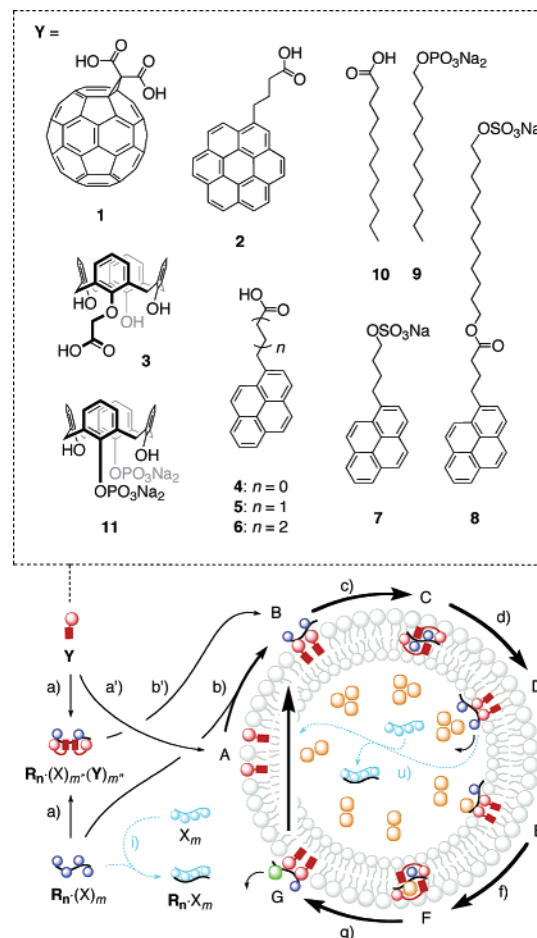 Y =
O
OH
O
OH
1
OH
O
2
OH
O
10
OPO3Na2
9
OSO3Na
O
O
8
HO
OH
OH
O
HO
O
3
HO
OH
OPO3Na2
OPO3Na2
11
HO
O
n
4: n = 0
5: n = 1
6: n = 2
OSO3Na
7
Y
a)
a')
b')
b)
A
B
c)
C
d)
D
E
f)
F
g)
G
u)
Rn·(X)m''(Y)m''
a)
i)
Xm
Rn·(X)m
Rn·Xm